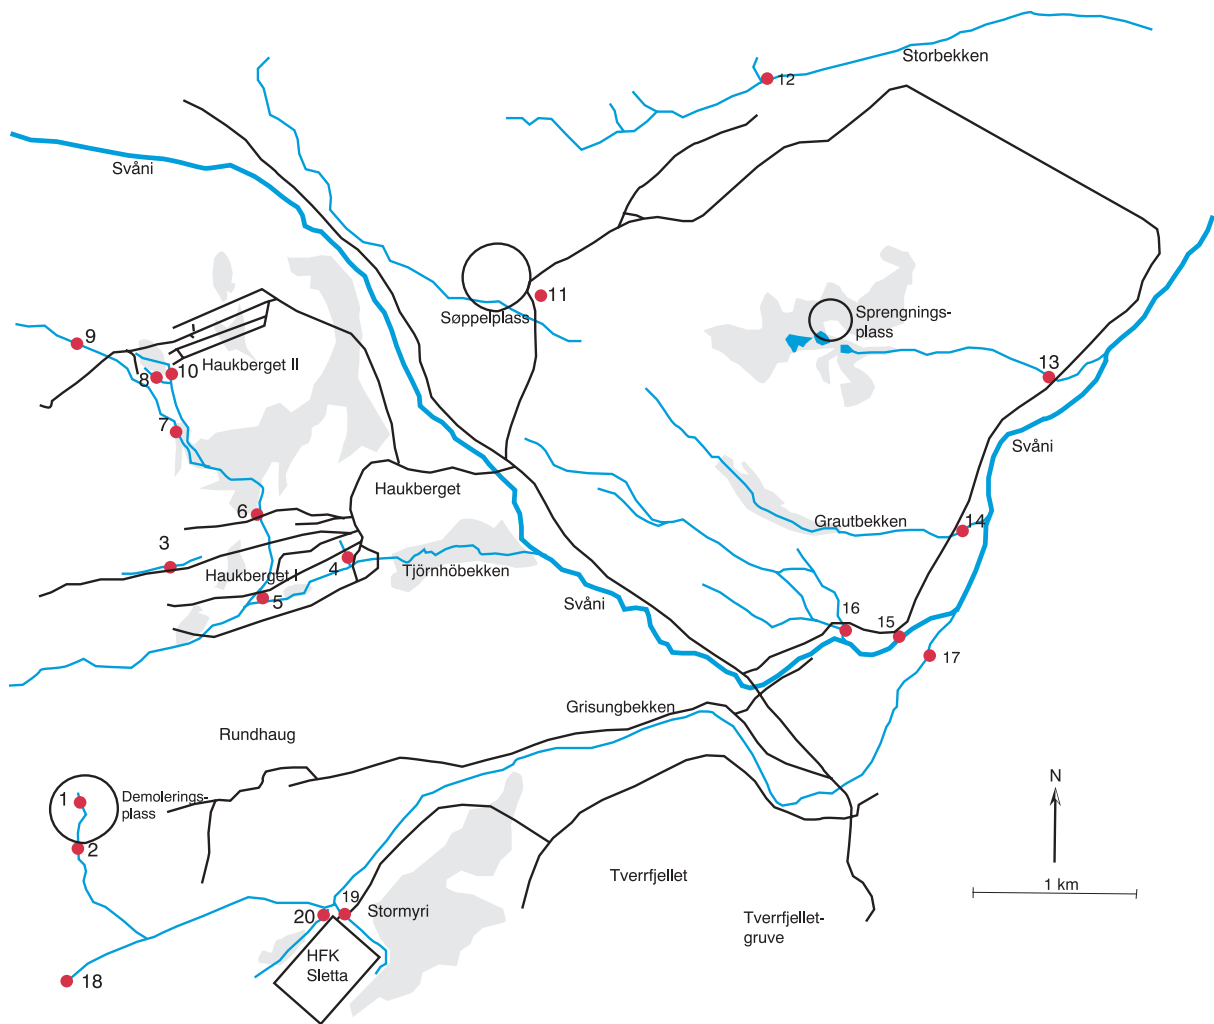 Storbekken
12
Svåni
11
Søppelplass
Sprengnings-
plass
9
Haukberget II
8
10
13
7
Svåni
Haukberget
6
Grautbekken
14
3
Haukberget I
4
Tjörnhöbekken
5
Svåni
16
15
17
Grisungbekken
Rundhaug
N
Demolerings-
plass
1
2
1 km
Tverrfjellet
19
20
Stormyri
Tverrfjellet-
gruve
HFK
Sletta
18